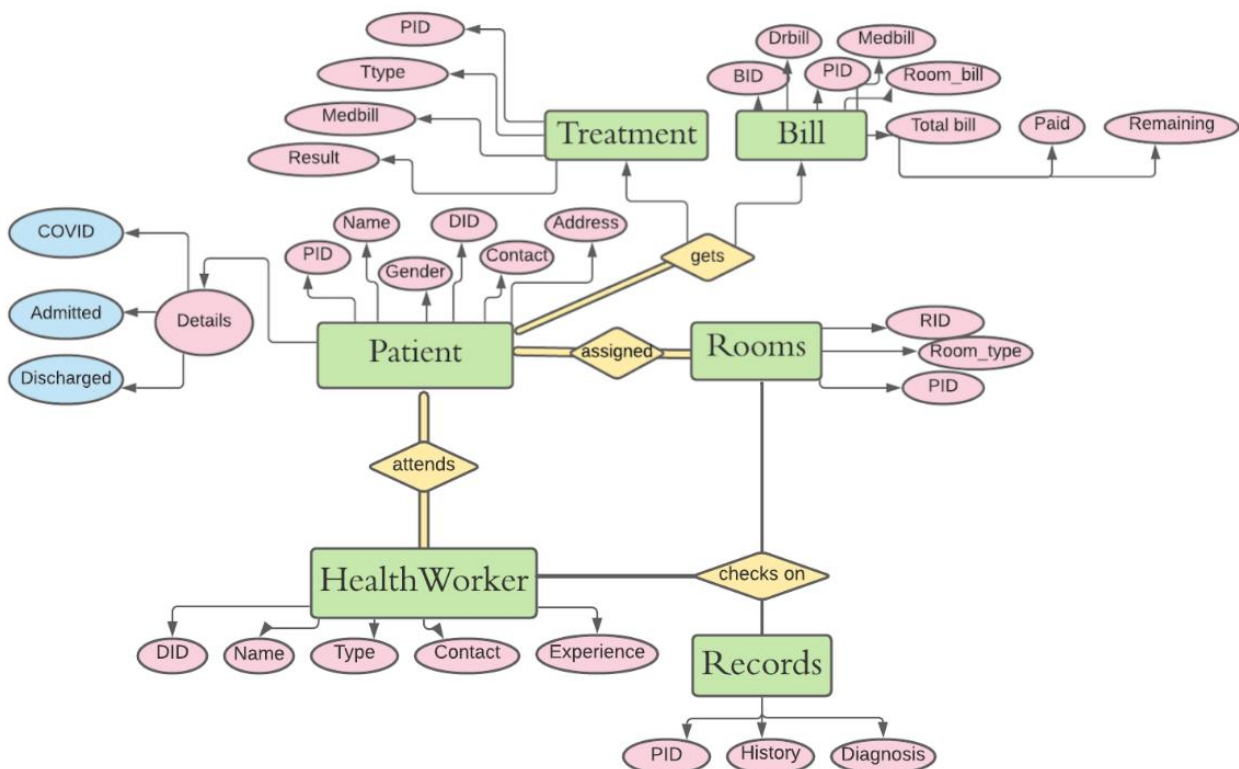 PID
Ttype
Medbill
Result
Treatment
Drbill
Medbill
BID
PID
Room_bill
Bill
Total bill
Paid
Remaining
COVID
Admitted
Discharged
Details
PID
Name
Gender
DID
Contact
Address
gets
Patient
assigned
Rooms
RID
Room_type
PID
attends
HealthWorker
checks on
DID
Name
Type
Contact
Experience
Records
PID
History
Diagnosis